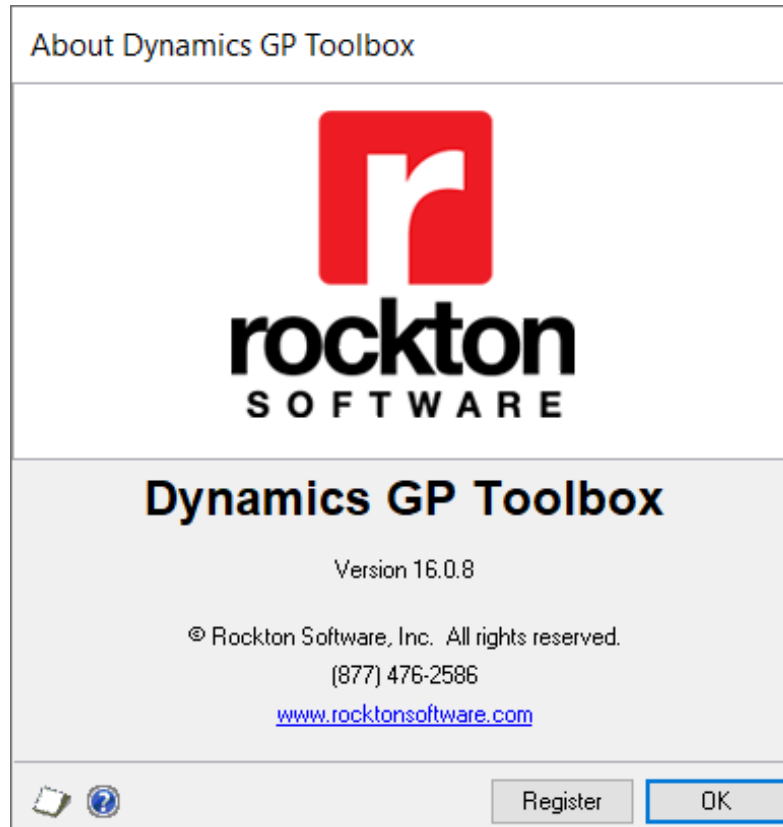 About Dynamics GP Toolbox
r
rockton
SOFTWARE
Dynamics GP Toolbox
Version 16.0.8
© Rockton Software, Inc.  All rights reserved.
(877) 476-2586
www.rocktonsoftware.com
Register OK